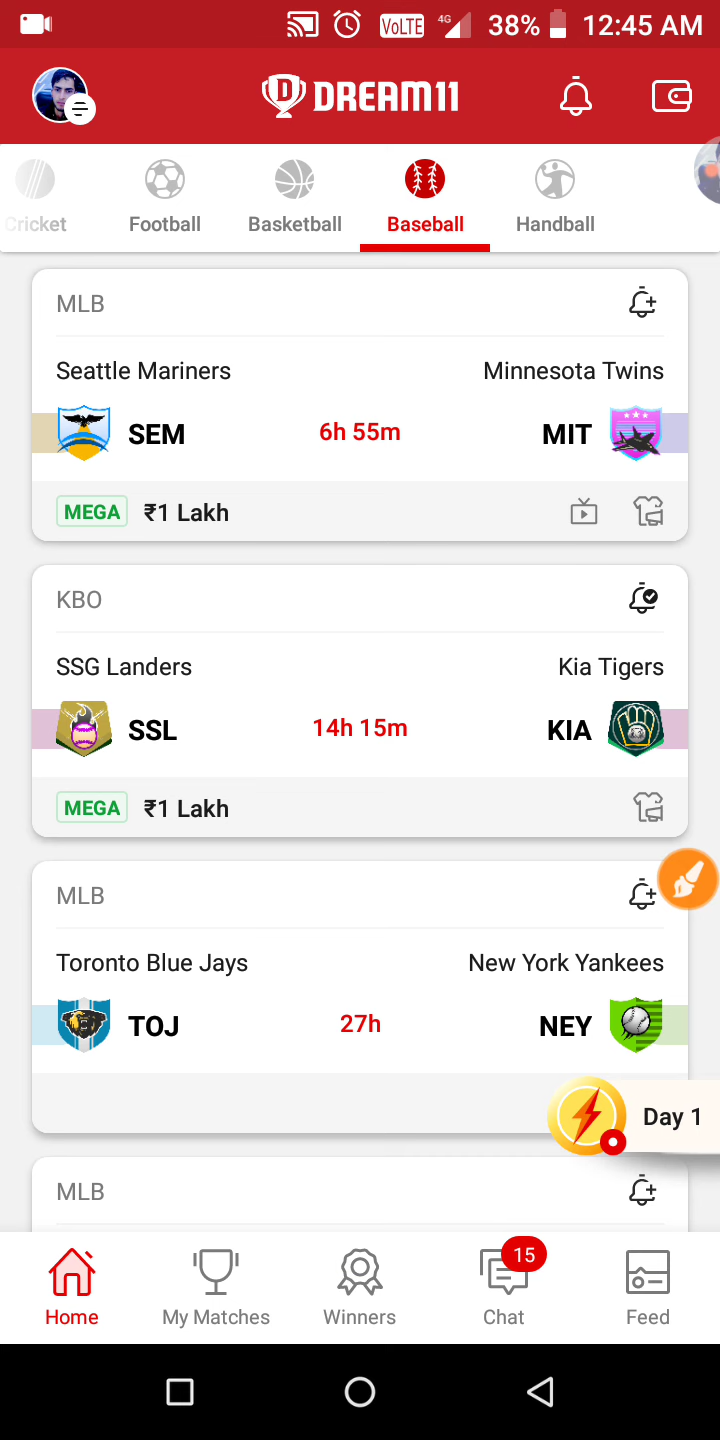 VoLTE 4G 38% 12:45 AM
DREAM11
Cricket Football Basketball Baseball Handball
MLB
Seattle Mariners Minnesota Twins
SEM 6h 55m MIT
MEGA ₹1 Lakh
KBO
SSG Landers Kia Tigers
SSL 14h 15m KIA
MEGA ₹1 Lakh
MLB
Toronto Blue Jays New York Yankees
TOJ 27h NEY
Day 1
MLB
15
Home My Matches Winners Chat Feed